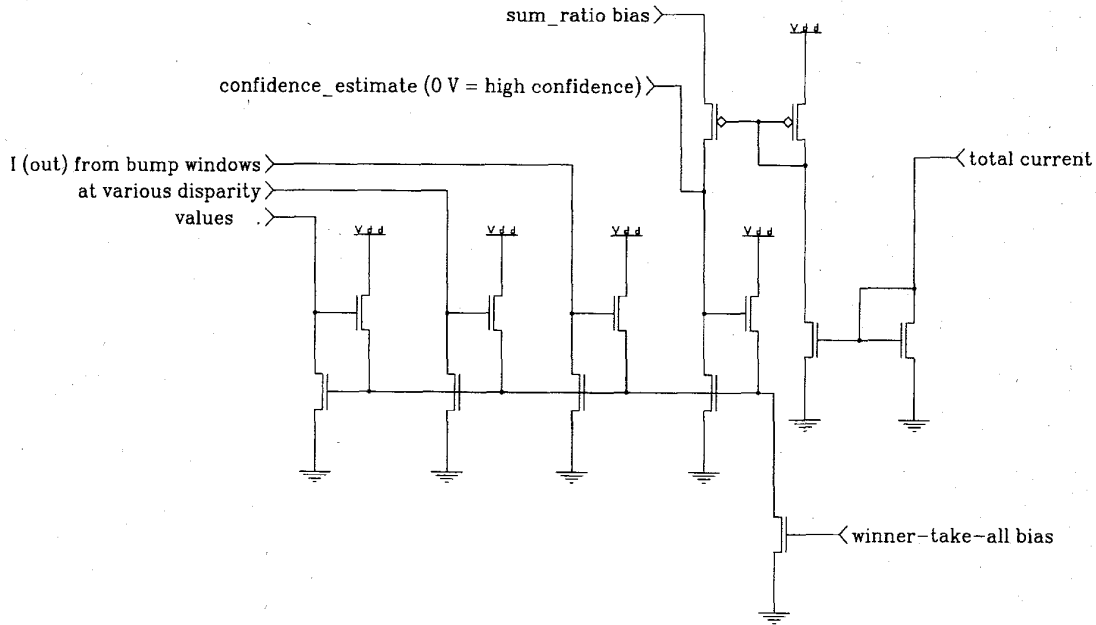 sum_ratio bias
Vdd
confidence_estimate (0 V = high confidence)
I (out) from bump windows
at various disparity
values
total current
Vdd
Vdd
Vdd
Vdd
winner-take-all bias